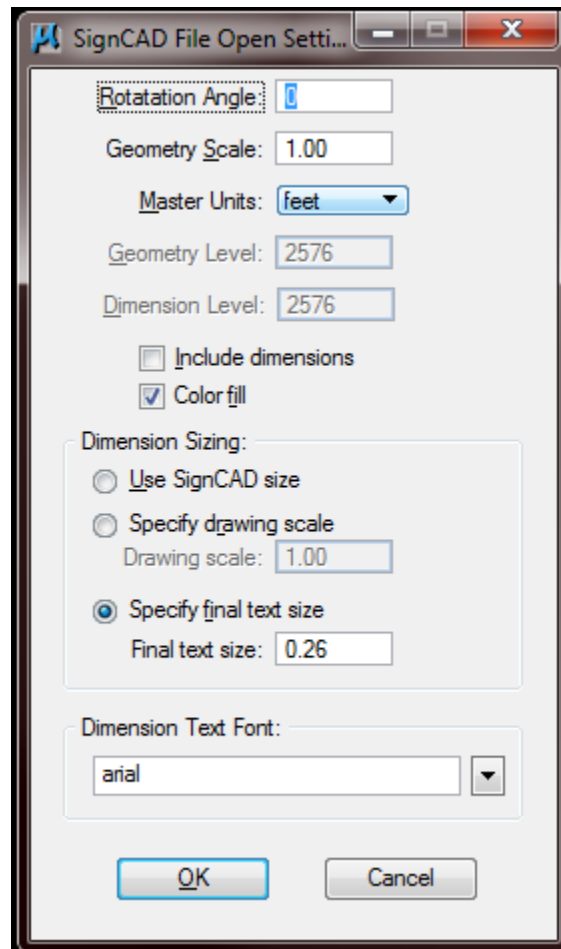 SignCAD File Open Setti...
Rotatation Angle: 0
Geometry Scale: 1.00
Master Units: feet
Geometry Level: 2576
Dimension Level: 2576
Include dimensions
Color fill
Dimension Sizing:
Use SignCAD size
Specify drawing scale
Drawing scale: 1.00
Specify final text size
Final text size: 0.26
Dimension Text Font:
arial
OK Cancel